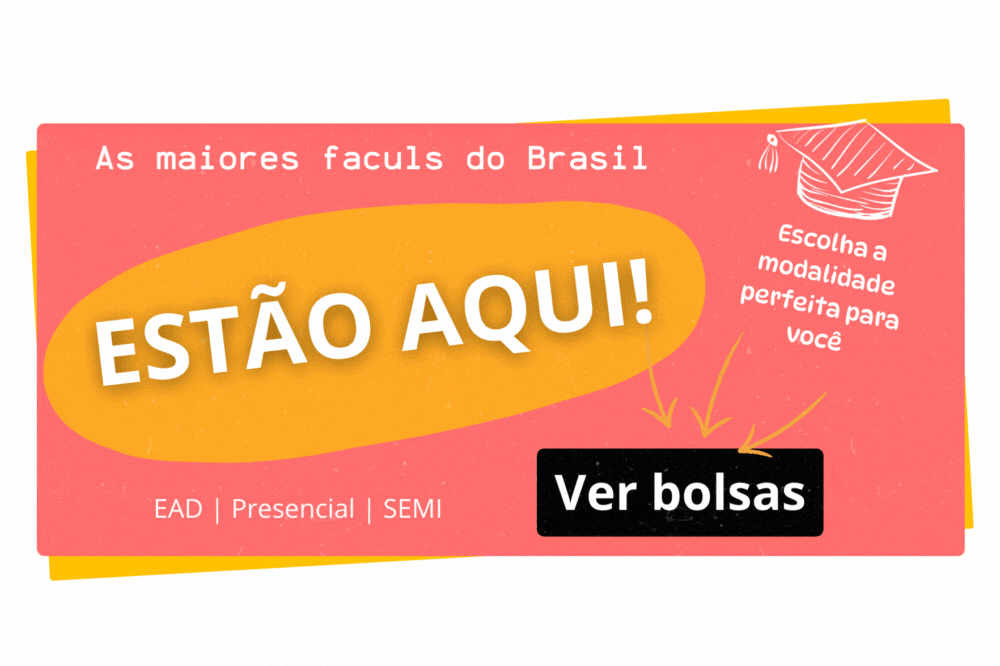 As maiores faculs do Brasil
ESTÃO AQUI!
Escolha a
modalidade
perfeita para
você
EAD | Presencial | SEMI
Ver bolsas